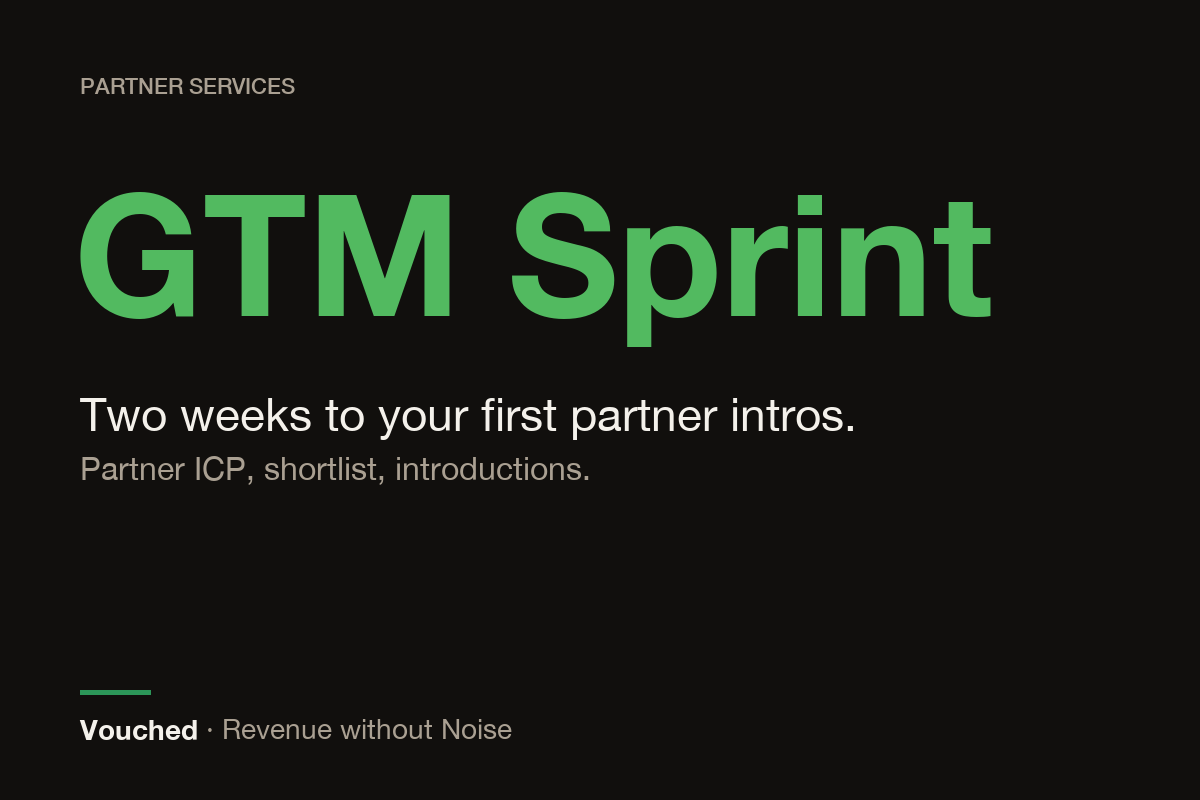 PARTNER SERVICES
GTM Sprint
Two weeks to your first partner intros.
Partner ICP, shortlist, introductions.
Vouched · Revenue without Noise